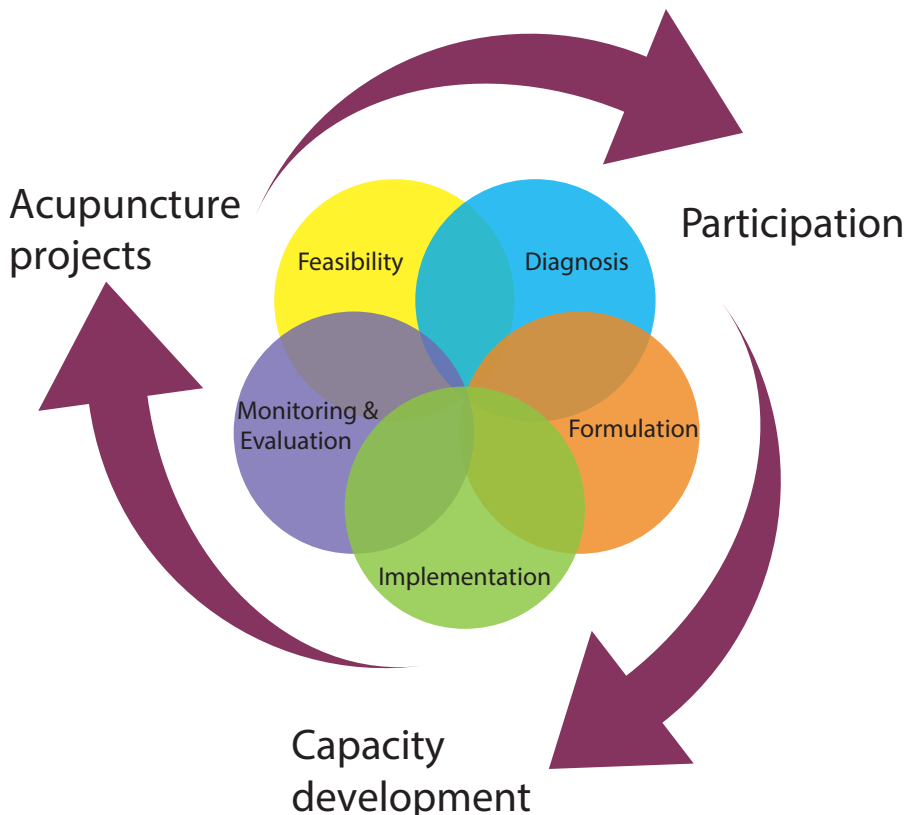 Acupuncture
projects
Participation
Feasibility
Diagnosis
Monitoring &
Evaluation
Formulation
Implementation
Capacity
development